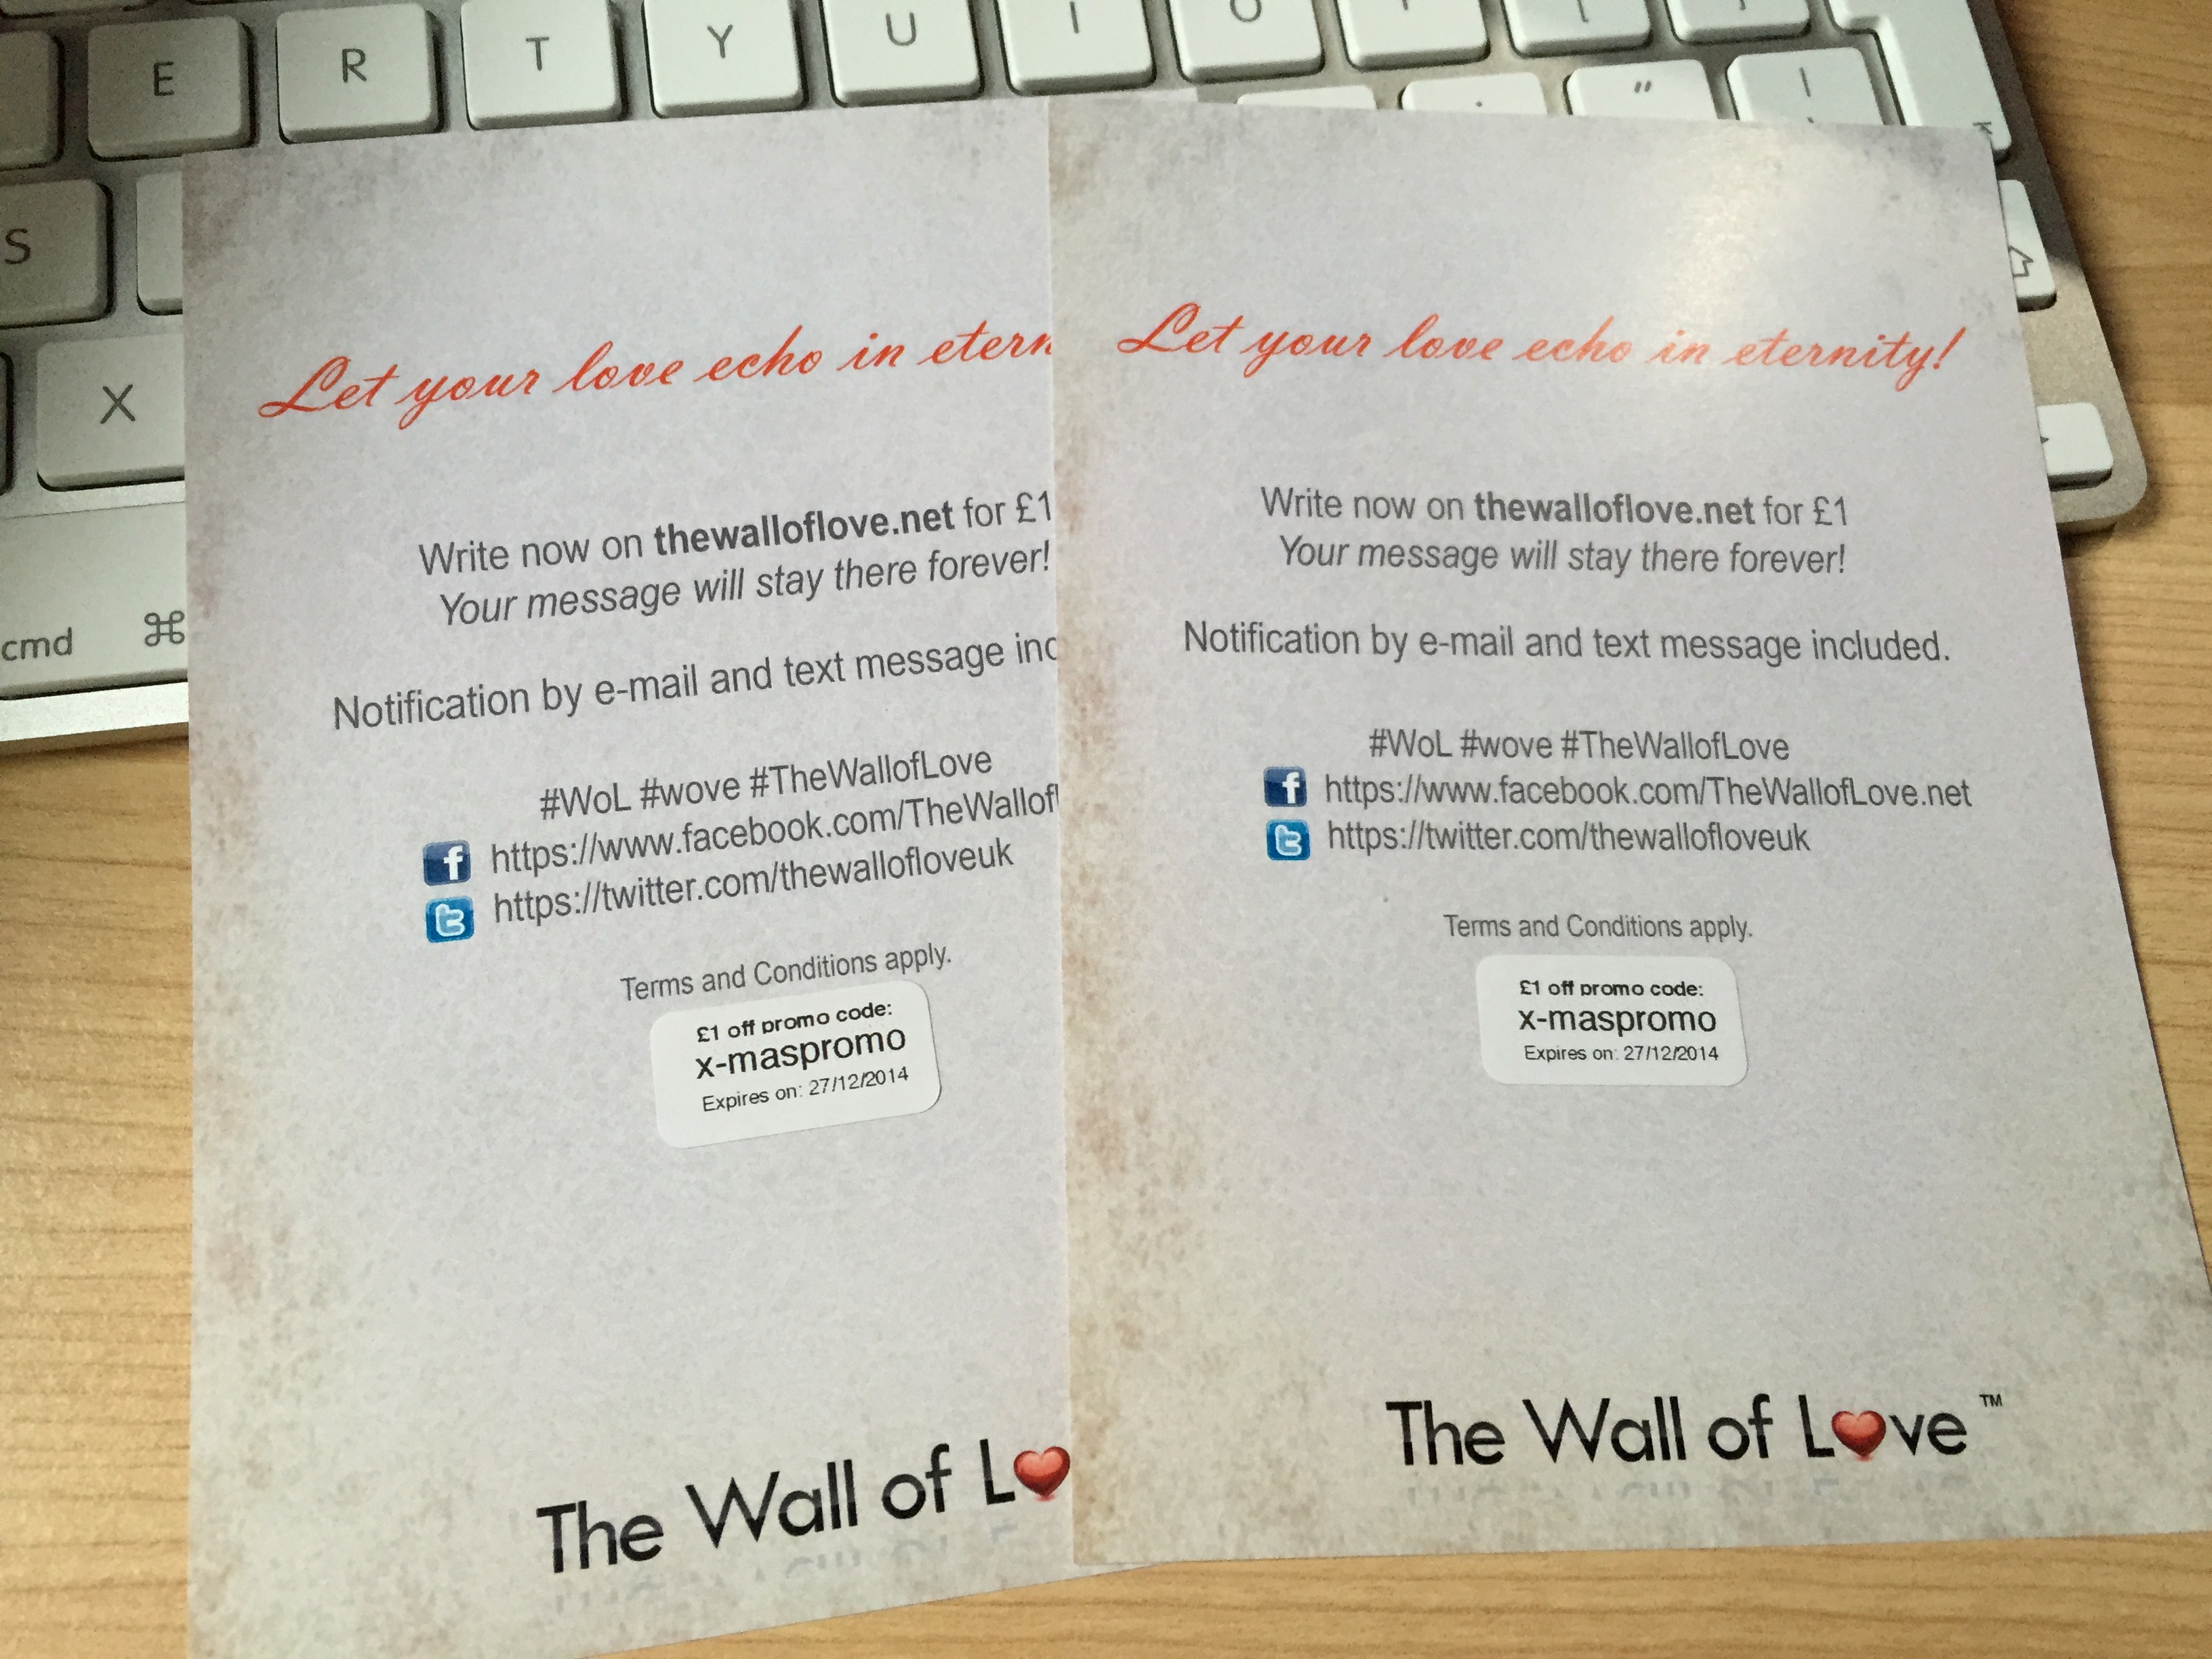 E R T Y U I O
S
X
cmd ⌘
Let your love echo in etern
Write now on thewalloflove.net for £1
Your message will stay there forever!
Notification by e-mail and text message inc
#WoL #wove #TheWallofLove
https://www.facebook.com/TheWallof
https://twitter.com/thewallofloveuk
Terms and Conditions apply.
£1 off promo code:
x-maspromo
Expires on: 27/12/2014
The Wall of L
Let your love echo in eternity!
Write now on thewalloflove.net for £1
Your message will stay there forever!
Notification by e-mail and text message included.
#WoL #wove #TheWallofLove
https://www.facebook.com/TheWallofLove.net
https://twitter.com/thewallofloveuk
Terms and Conditions apply.
£1 off promo code:
x-maspromo
Expires on: 27/12/2014
The Wall of L❤ve™